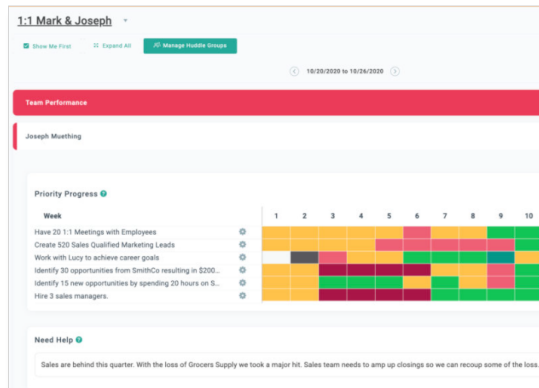 1:1 Mark & Joseph
Show Me First
Expand All
Manage Huddle Groups
10/20/2020 to 10/26/2020
Team Performance
Joseph Muething
Priority Progress
Week 1 2 3 4 5 6 7 8 9 10
Have 20 1:1 Meetings with Employees
Create 520 Sales Qualified Marketing Leads
Work with Lucy to achieve career goals
Identify 30 opportunities from SmithCo resulting in $200...
Identify 15 new opportunities by spending 20 hours on S...
Hire 3 sales managers.
Need Help
Sales are behind this quarter. With the loss of Grocers Supply we took a major hit. Sales team needs to amp up closings so we can recoup some of the loss.